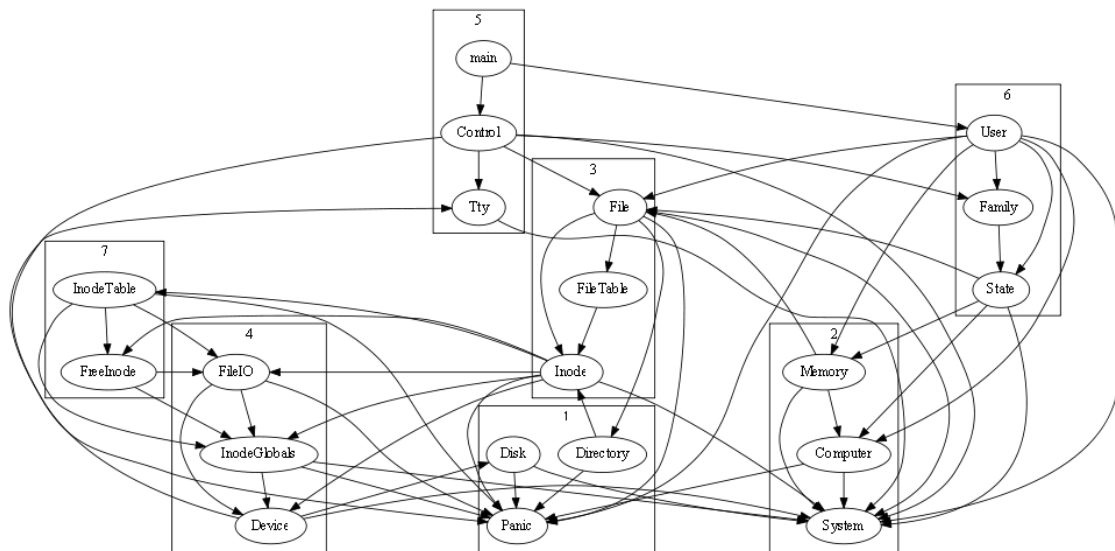 5
main
6
Control
User
3
Tty
File
Family
7
InodeTable
FileTable
State
4
2
FreeInode
FileIO
Inode
Memory
1
InodeGlobals
Disk
Directory
Computer
Device
Panic
System